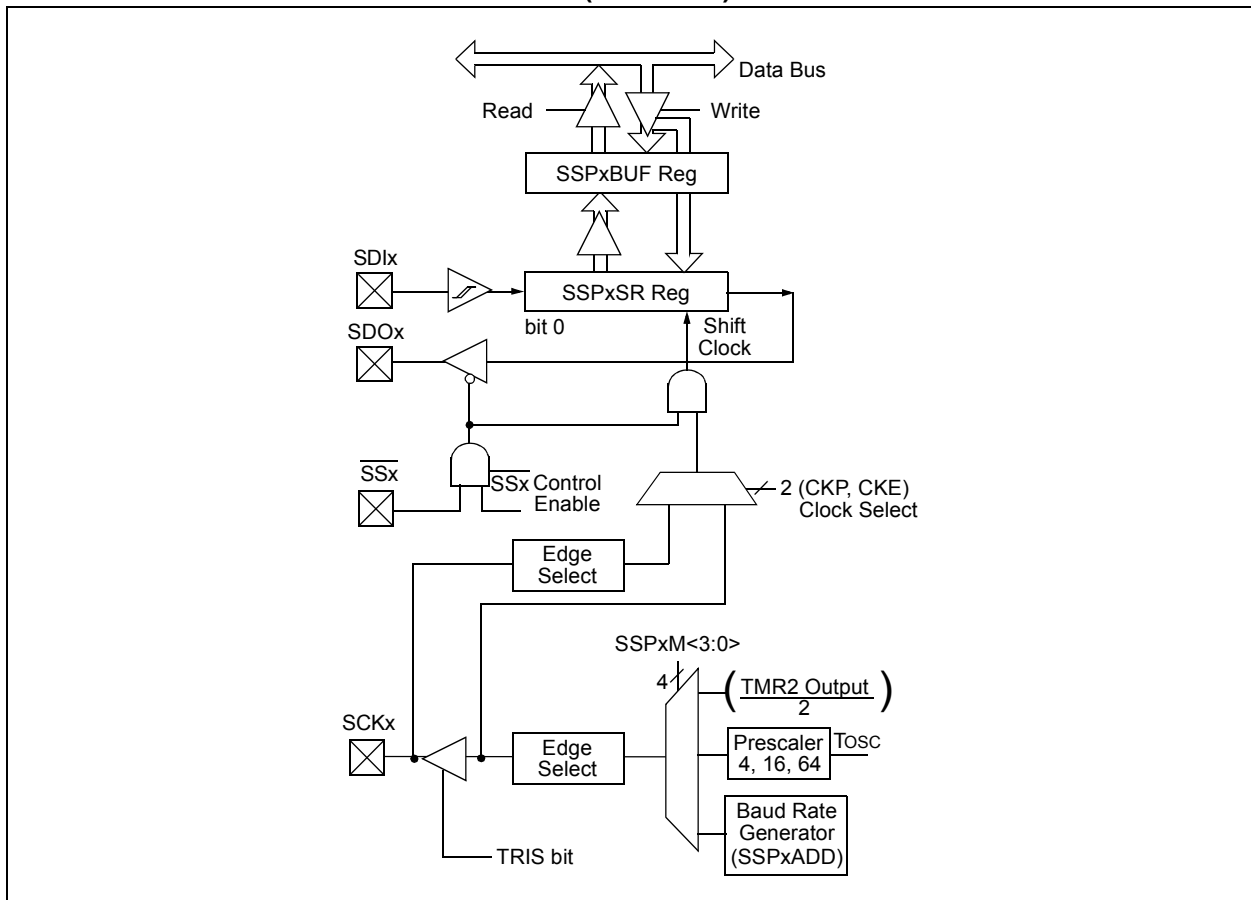 Data Bus
Read
Write
SSPxBUF Reg
SDIx
SSPxSR Reg
bit 0
Shift
Clock
SDOx
SSx
SSx Control
Enable
2 (CKP, CKE)
Clock Select
Edge
Select
SSPxM<3:0>
4
(TMR2 Output
2
)
SCKx
Edge
Select
Prescaler
4, 16, 64
TOSC
Baud Rate
Generator
(SSPxADD)
TRIS bit